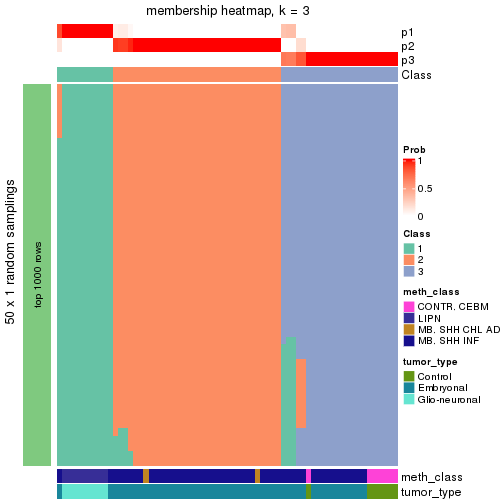 membership heatmap, k = 3
p1
p2
p3
Class
50 x 1 random samplings
top 1000 rows
Prob
1
0.5
0
Class
1
2
3
meth_class
CONTR. CEBM
LIPN
MB. SHH CHL AD
MB. SHH INF
tumor_type
Control
Embryonal
Glio-neuronal
meth_class
tumor_type